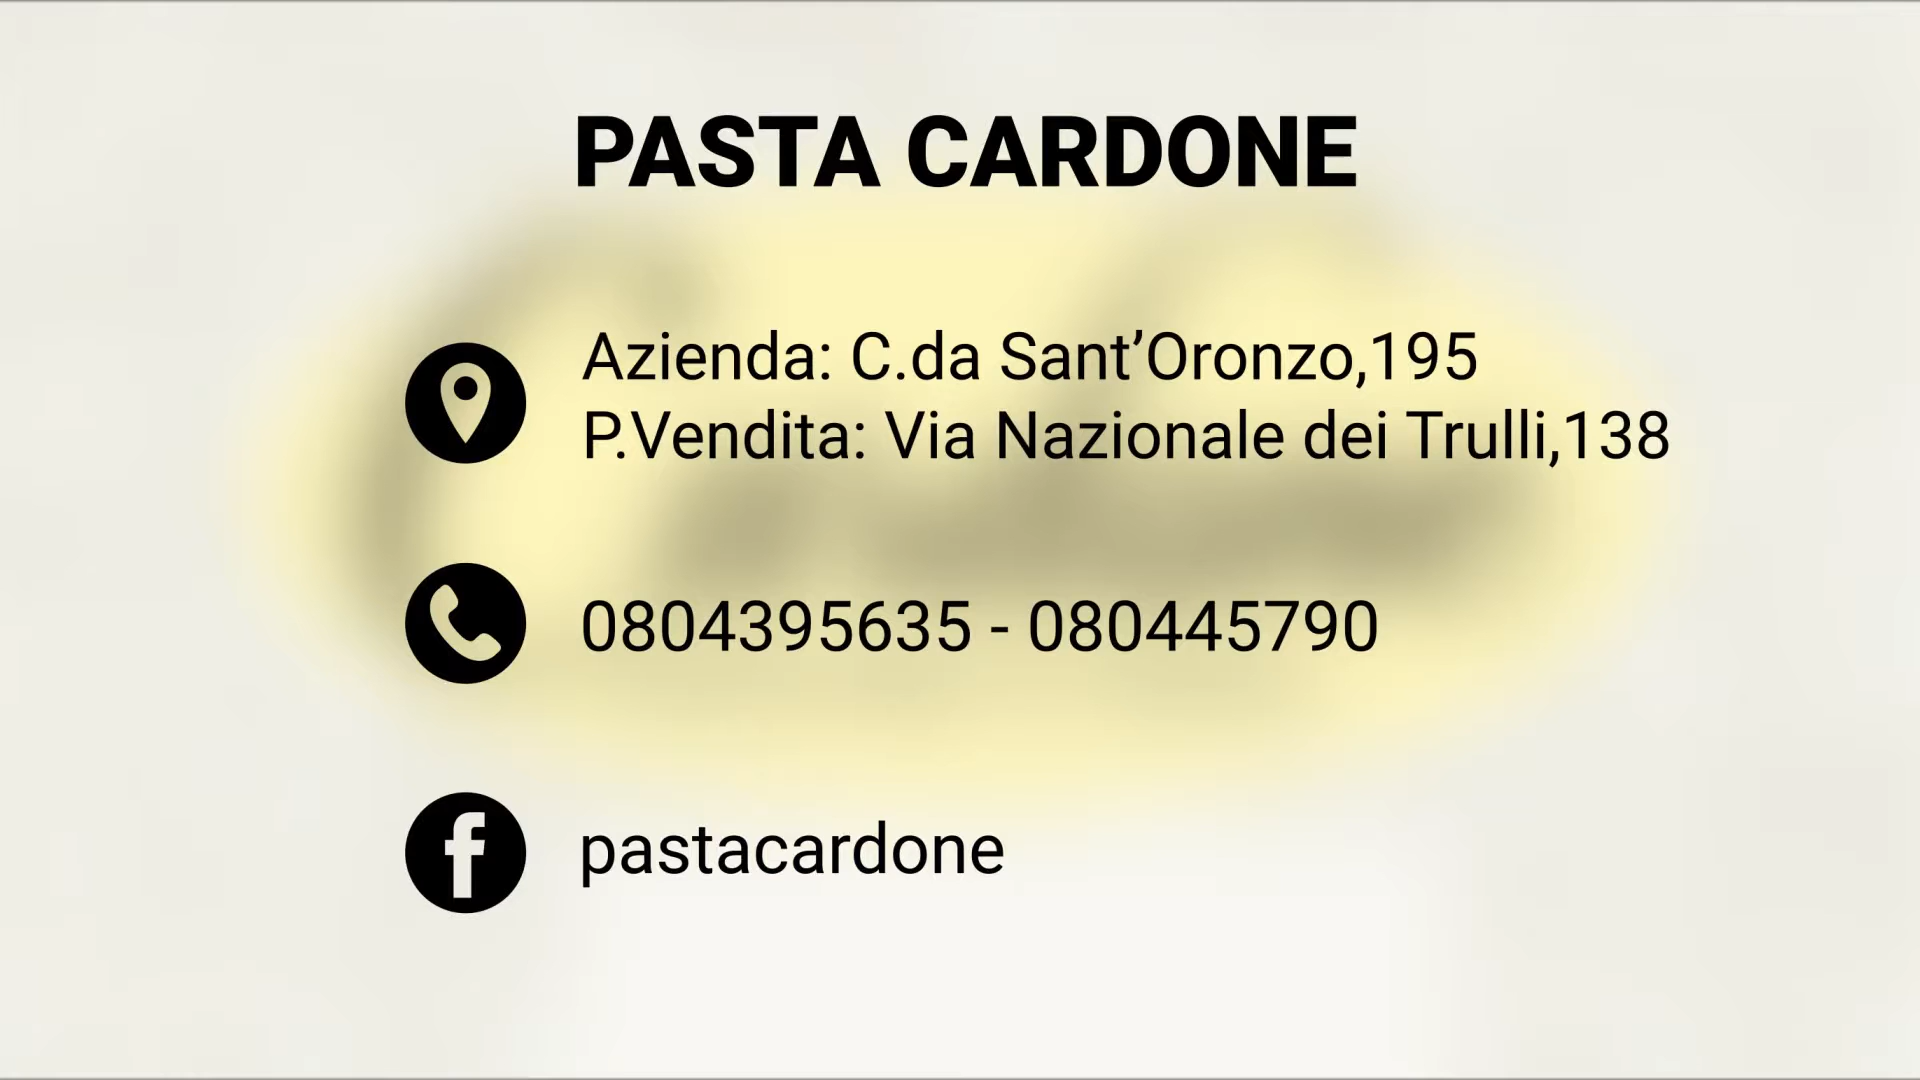 PASTA CARDONE
Azienda: C.da Sant’Oronzo,195
P.Vendita: Via Nazionale dei Trulli,138
0804395635 - 080445790
pastacardone